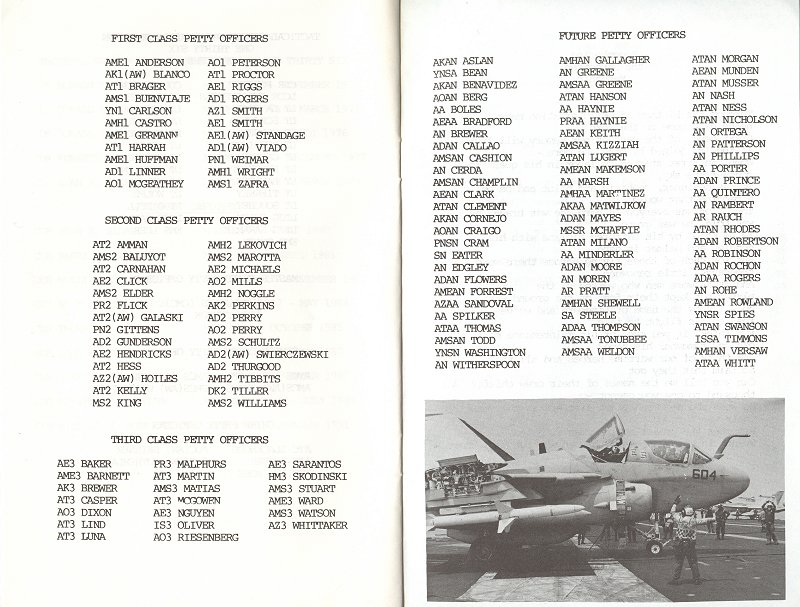 FIRST CLASS PETTY OFFICERS
AME1 ANDERSON
AK1(AW) BLANCO
AT1 BRAGER
AMS1 BUENVIAJE
YN1 CARLSON
AMH1 CASTRO
AME1 GERMANN
AT1 HARRAH
AME1 HUFFMAN
AD1 LINNER
AO1 MCGEATHEY
AO1 PETERSON
AT1 PROCTOR
AE1 RIGGS
AD1 ROGERS
AZ1 SMITH
AE1 SMITH
AE1(AW) STANDAGE
AD1(AW) VIADO
PN1 WEIMAR
AMH1 WRIGHT
AMS1 ZAFRA
SECOND CLASS PETTY OFFICERS
AT2 AMMAN
AMS2 BALUYOT
AT2 CARNAHAN
AE2 CLICK
AMS2 ELDER
PR2 FLICK
AT2(AW) GALASKI
PN2 GITTENS
AD2 GUNDERSON
AE2 HENDRICKS
AT2 HESS
AZ2(AW) HOILES
AT2 KELLY
MS2 KING
AMH2 LEKOVICH
AMS2 MAROTTA
AE2 MICHAELS
AO2 MILLS
AMH2 NOGGLE
AK2 PERKINS
AD2 PERRY
AO2 PERRY
AMS2 SCHULTZ
AD2(AW) SWIERCZEWSKI
AD2 THURGOOD
AMH2 TIBBITS
DK2 TILLER
AMS2 WILLIAMS
THIRD CLASS PETTY OFFICERS
AE3 BAKER
AME3 BARNETT
AK3 BREWER
AT3 CASPER
AO3 DIXON
AT3 LIND
AT3 LUNA
PR3 MALPHURS
AT3 MARTIN
AMS3 MATIAS
AT3 MCGOWEN
AE3 NGUYEN
IS3 OLIVER
AO3 RIESENBERG
AE3 SARANTOS
HM3 SKODINSKI
AMS3 STUART
AME3 WARD
AMS3 WATSON
AZ3 WHITTAKER
FUTURE PETTY OFFICERS
AKAN ASLAN
YNSA BEAN
AKAN BENAVIDEZ
AOAN BERG
AA BOLES
AEAA BRADFORD
AN BREWER
ADAN CALLAO
AMSAN CASHION
AN CERDA
AMSAN CHAMPLIN
AEAN CLARK
ATAN CLEMENT
AKAN CORNEJO
AOAN CRAIGO
PNSN CRAM
SN EATER
AN EDGLEY
ADAN FLOWERS
AMEAN FORREST
AZAA SANDOVAL
AA SPILKER
ATAA THOMAS
AMSAN TODD
YNSN WASHINGTON
AN WITHERSPOON
AMHAN GALLAGHER
AN GREENE
AMSAA GREENE
ATAN HANSON
AA HAYNIE
PRAA HAYNIE
AEAN KEITH
AMSAA KIZZIAH
ATAN LUGERT
AMEAN MAKEMSON
AA MARSH
AMHAA MARTINEZ
AKAA MATWIJKOW
ADAN MAYES
MSSR MCHAFFIE
ATAN MILANO
AA MINDERLER
ADAN MOORE
AN MOREN
AR PRATT
AMHAN SHEWELL
SA STEELE
ADAA THOMPSON
AMSAA TONUBBEE
AMSAA WELDON
ATAN MORGAN
AEAN MUNDEN
ATAN MUSSER
AN NASH
ATAN NESS
ATAN NICHOLSON
AN ORTEGA
AN PATTERSON
AN PHILLIPS
AA PORTER
ADAN PRINCE
AA QUINTERO
AN RAMBERT
AR RAUCH
ATAN RHODES
ADAN ROBERTSON
AA ROBINSON
ADAN ROCHON
ADAA ROGERS
AN ROHE
AMEAN ROWLAND
YNSR SPIES
ATAN SWANSON
ISSA TIMMONS
AMHAN VERSAW
ATAA WHITT
604